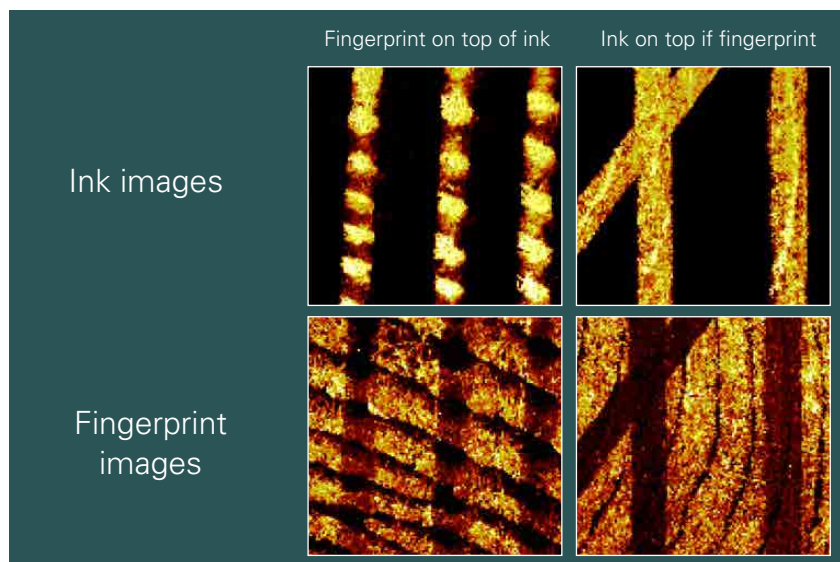 Fingerprint on top of ink
Ink on top if fingerprint
Ink images
Fingerprint
images